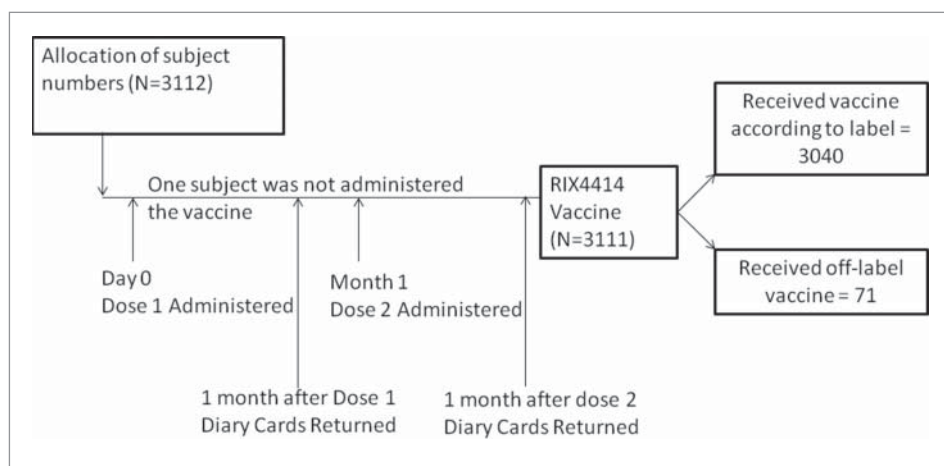 Allocation of subject
numbers (N=3112)
Received vaccine
according to label =
3040
One subject was not administered
the vaccine
RIX4414
Vaccine
(N=3111)
Day 0
Dose 1 Administered
Month 1
Dose 2 Administered
Received off-label
vaccine = 71
1 month after Dose 1
Diary Cards Returned
1 month after dose 2
Diary Cards Returned